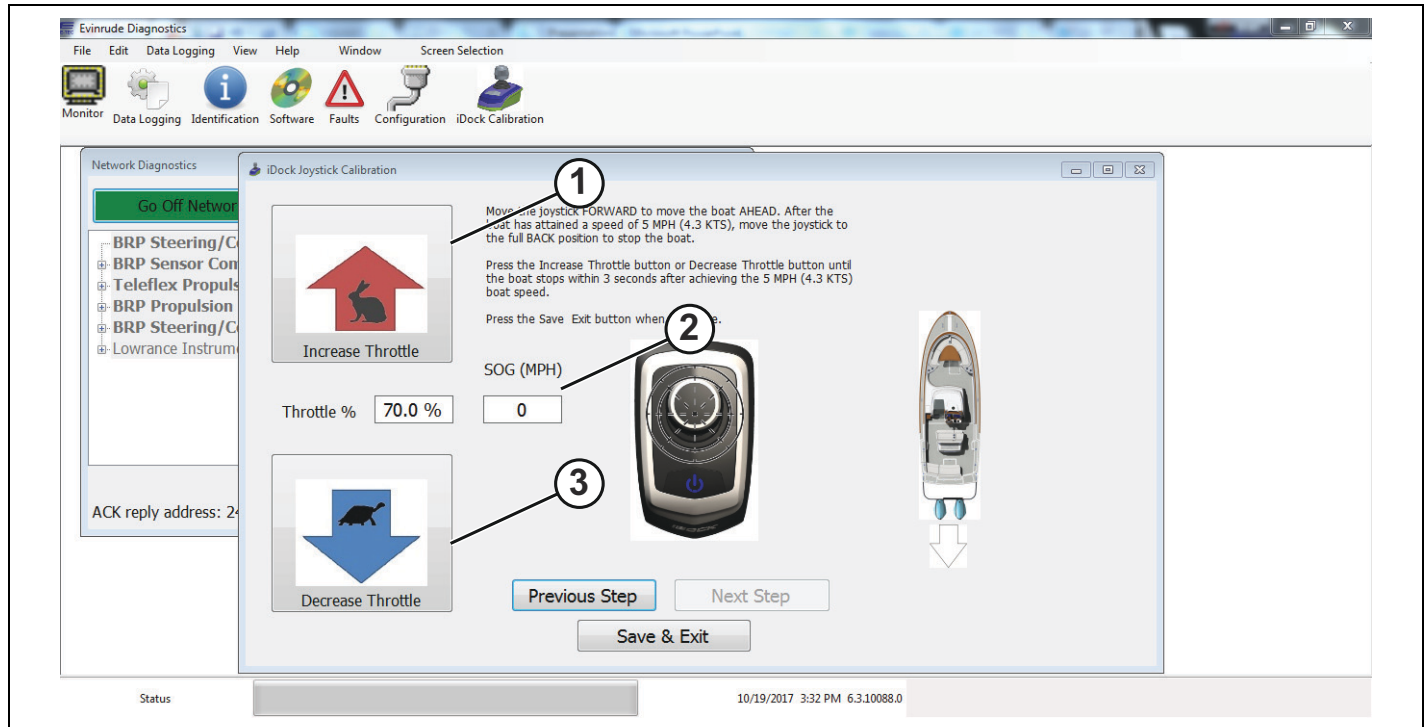 Evinrude Diagnostics
File Edit Data Logging View Help Window Screen Selection
Monitor Data Logging Identification Software Faults Configuration iDock Calibration
Network Diagnostics
iDock Joystick Calibration
Go Off Networ
BRP Steering/C
BRP Sensor Con
Teleflex Propuls
BRP Propulsion
BRP Steering/C
Lowrance Instrum
ACK reply address: 24
1
Increase Throttle
Move the joystick FORWARD to move the boat AHEAD. After the
boat has attained a speed of 5 MPH (4.3 KTS), move the joystick to
the full BACK position to stop the boat.
Press the Increase Throttle button or Decrease Throttle button until
the boat stops within 3 seconds after achieving the 5 MPH (4.3 KTS)
boat speed.
Press the Save Exit button when
2
SOG (MPH)
Throttle % 70.0 % 0
3
Decrease Throttle
Previous Step Next Step
Save & Exit
Status 10/19/2017 3:32 PM 6.3.10088.0